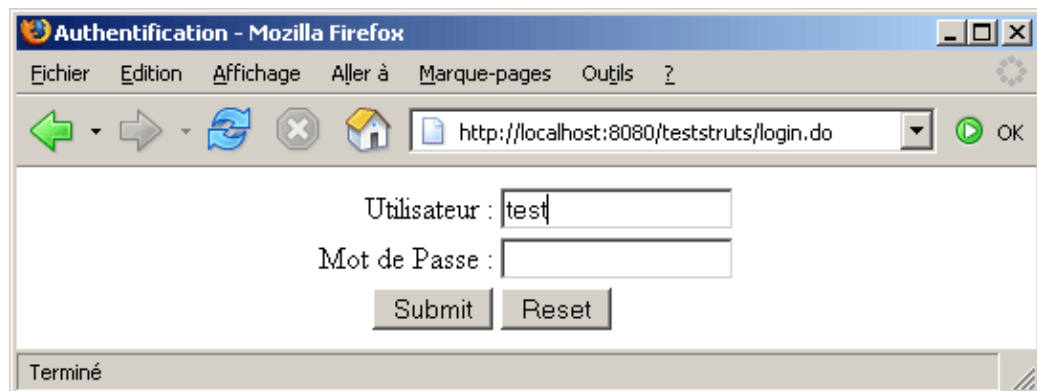 Authentification - Mozilla Firefox
Fichier Edition Affichage Aller à Marque-pages Outils ?
http://localhost:8080/teststruts/login.do OK
Utilisateur : test
Mot de Passe :
Submit Reset
Terminé